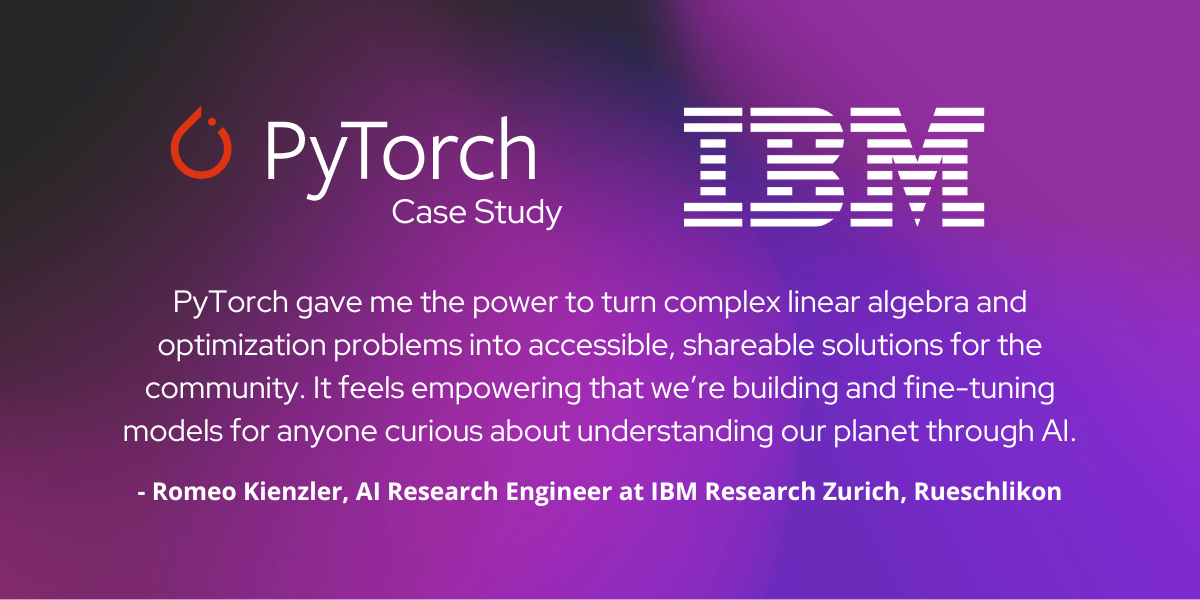 PyTorch
Case Study
IBM
PyTorch gave me the power to turn complex linear algebra and
optimization problems into accessible, shareable solutions for the
community. It feels empowering that we’re building and fine-tuning
models for anyone curious about understanding our planet through AI.
- Romeo Kienzler, AI Research Engineer at IBM Research Zurich, Rueschlikon